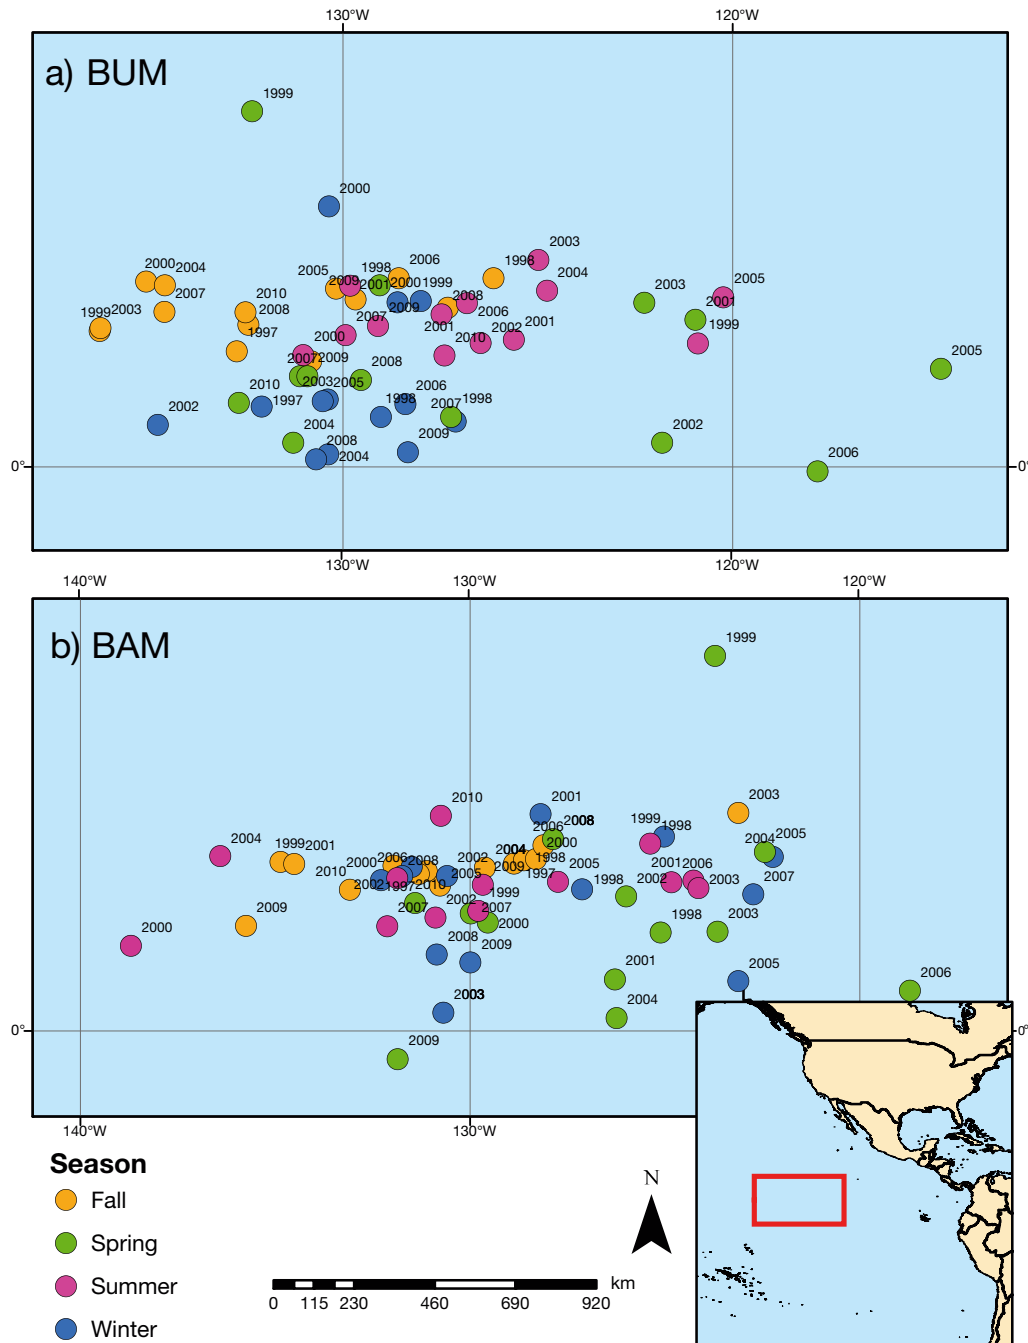 130°W 120°W
a) BUM
1999
2000
2003
2000 2004 2005 2009 1998 2006 1998 2004 2003 2005
2001 2000 1999
1999 2003 2007 2010 2008 2009 2008 2006 2001
1997 2000 2007 2001 2010 2002 2001 1999
2007 2009 2008 2005
2010 1997 2003 2005 2006
2002 1998 2007 1998
2004 2008 2009 2002
2004 2006
0° 0°
130°W 120°W
140°W 130°W 120°W
b) BAM
1999
2010 2001 2003
2008
2004 1999 2001 2006 2000 1999 1998 2004 2005
2000 2006 2008 2002 2004 2009 1998
2010 2002 1997 2010 2005 1999 1997 2005 1998 2002 2001 2006 2003 2007
2009 2007 2002 2007 2000 1998 2003
2000 2008 2009
2001 2005 2006
2003 2004
0°
2009
140°W 130°W
Season
Fall
Spring
Summer
Winter
N
km
0 115 230 460 690 920